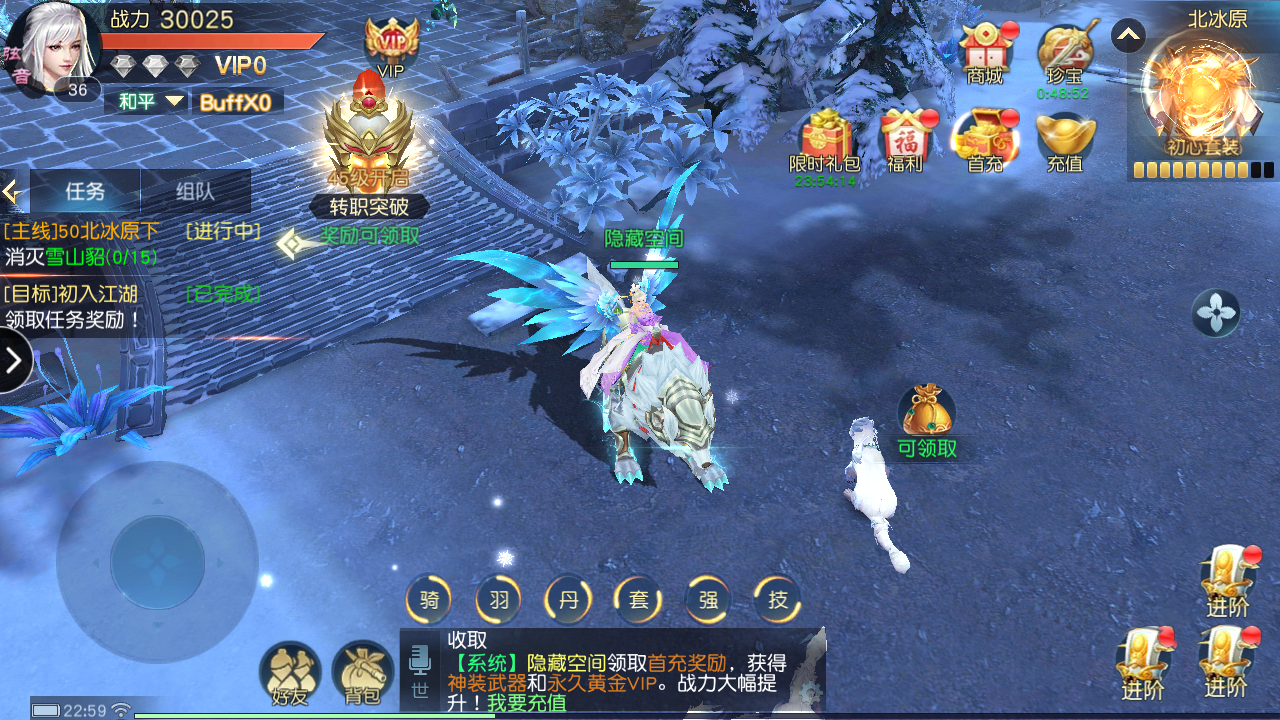 战力 30025
弦音
36
VIP0
和平
BuffX0
VIP
45级开启
转职突破
奖励可领取
任务
组队
[主线]50北冰原下 [进行中]
消灭雪山貂(0/15)
[目标]初入江湖 [已完成]
领取任务奖励！
商城
珍宝
0:48:52
北冰原
初心套装
限时礼包
23:54:14
福利
首充
充值
隐藏空间
可领取
骑
羽
丹
套
强
技
进阶
进阶
进阶
好友
背包
世
收取
【系统】隐藏空间领取首充奖励，获得
神装武器和永久黄金VIP。战力大幅提
升！我要充值
22:59